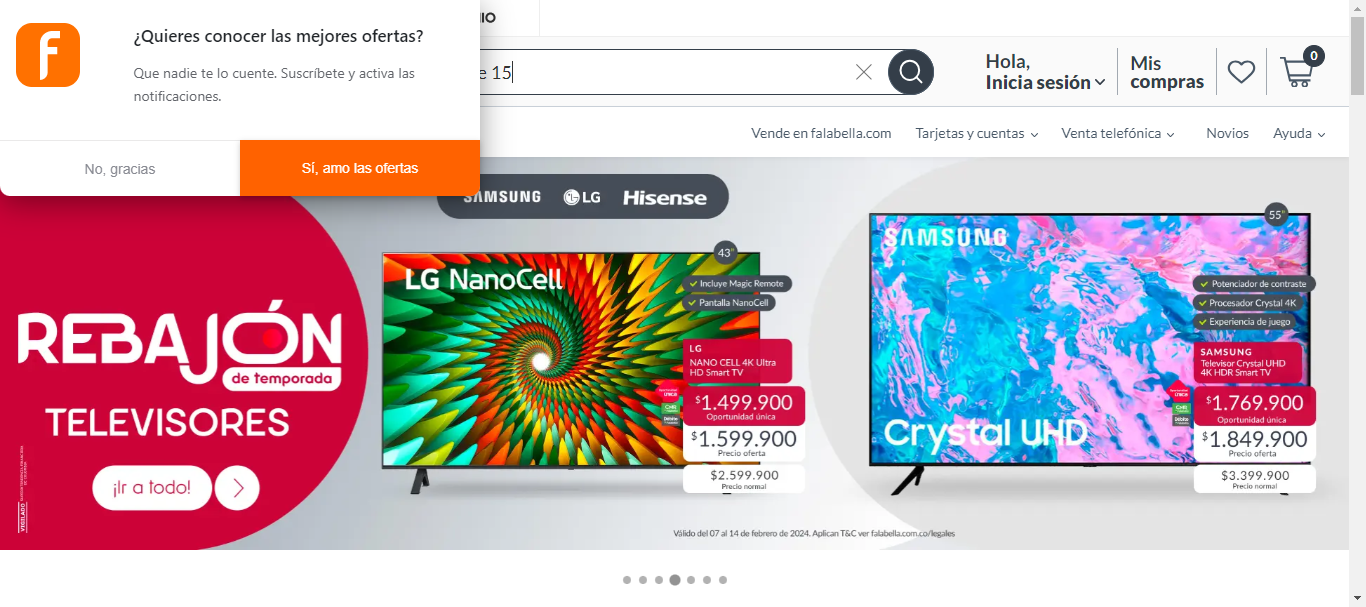 IO
¿Quieres conocer las mejores ofertas?
Que nadie te lo cuente. Suscríbete y activa las
notificaciones.
No, gracias
Sí, amo las ofertas
e 15
Hola,
Inicia sesión
Mis
compras
0
Vende en falabella.com
Tarjetas y cuentas
Venta telefónica
Novios
Ayuda
SAMSUNG
LG
Hisense
REBAJÓN
de temporada
TELEVISORES
¡Ir a todo!
VIGILADO
43"
LG NanoCell
Incluye Magic Remote
Pantalla NanoCell
LG
NANO CELL 4K Ultra
HD Smart TV
$1.499.900
Oportunidad única
$1.599.900
Precio oferta
$2.599.900
Precio normal
55"
SAMSUNG
Potenciador de contraste
Procesador Crystal 4K
Experiencia de juego
SAMSUNG
Televisor Crystal UHD
4K HDR Smart TV
$1.769.900
Oportunidad única
$1.849.900
Precio oferta
$3.399.900
Precio normal
Crystal UHD
Válido del 07 al 14 de febrero de 2024. Aplican T&C ver falabella.com.co/legales